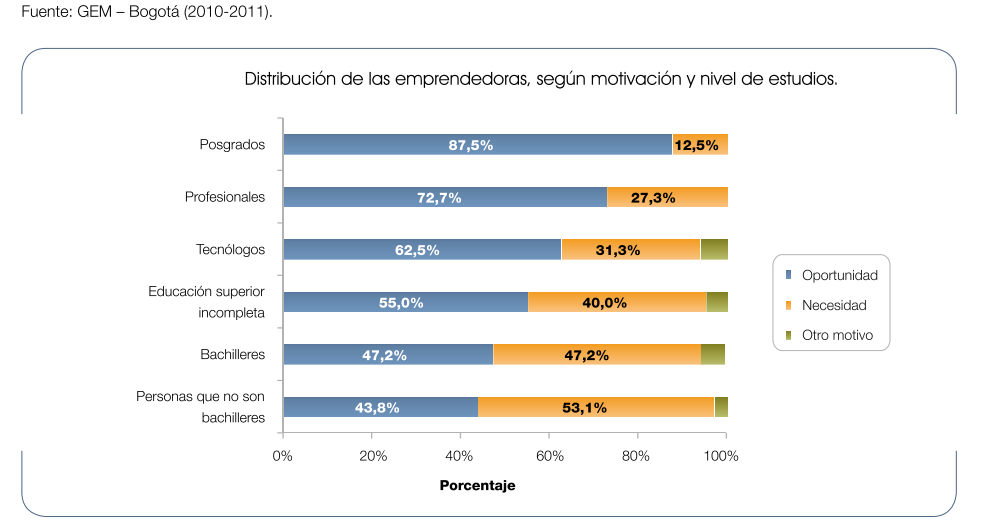 Fuente: GEM – Bogotá (2010-2011).
Distribución de las emprendedoras, según motivación y nivel de estudios.
Posgrados
87,5%
12,5%
Profesionales
72,7%
27,3%
Tecnólogos
62,5%
31,3%
Educación superior
incompleta
55,0%
40,0%
Bachilleres
47,2%
47,2%
Personas que no son
bachilleres
43,8%
53,1%
0%
20%
40%
60%
80%
100%
Porcentaje
Oportunidad
Necesidad
Otro motivo